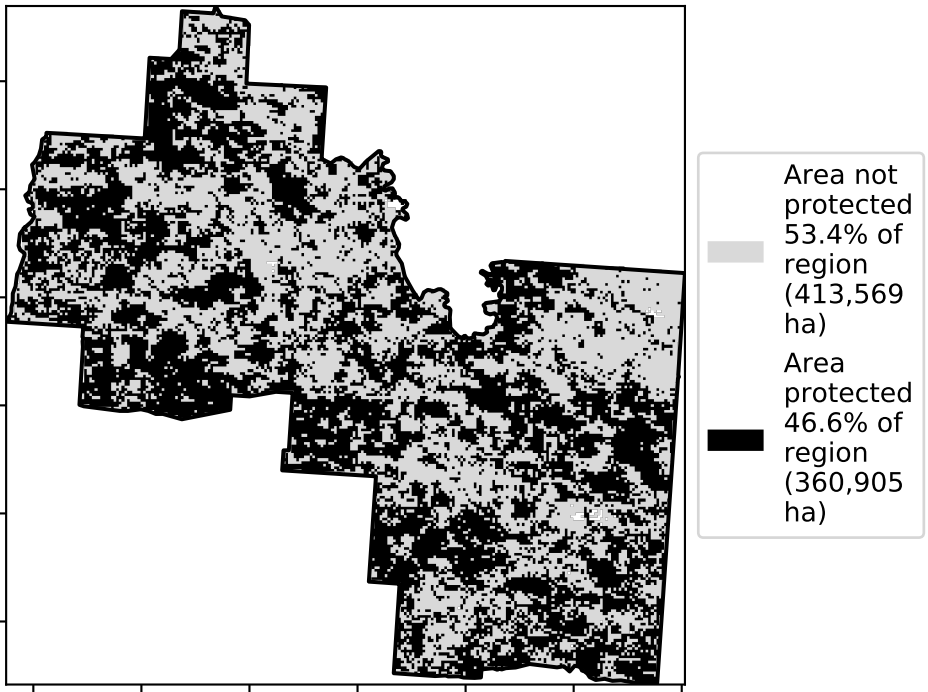 Area not
protected
53.4% of
region
(413,569
ha)
Area
protected
46.6% of
region
(360,905
ha)